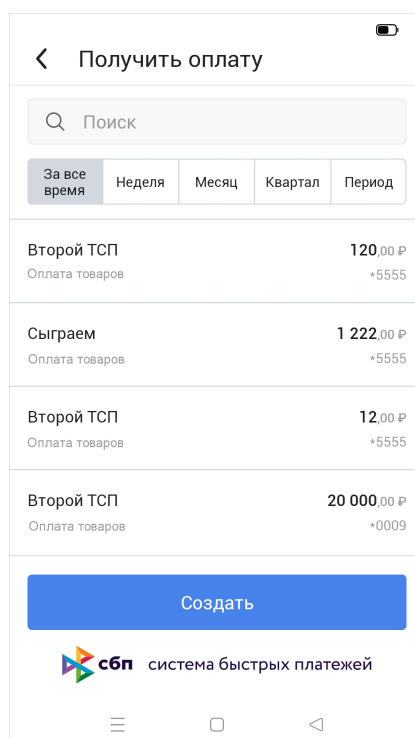 Получить оплату
Поиск
За все
время
Неделя Месяц Квартал Период
Второй ТСП 120,00 ₽
Оплата товаров *5555
Сыграем 1 222,00 ₽
Оплата товаров *5555
Второй ТСП 12,00 ₽
Оплата товаров *5555
Второй ТСП 20 000,00 ₽
Оплата товаров *0009
Создать
сбп система быстрых платежей